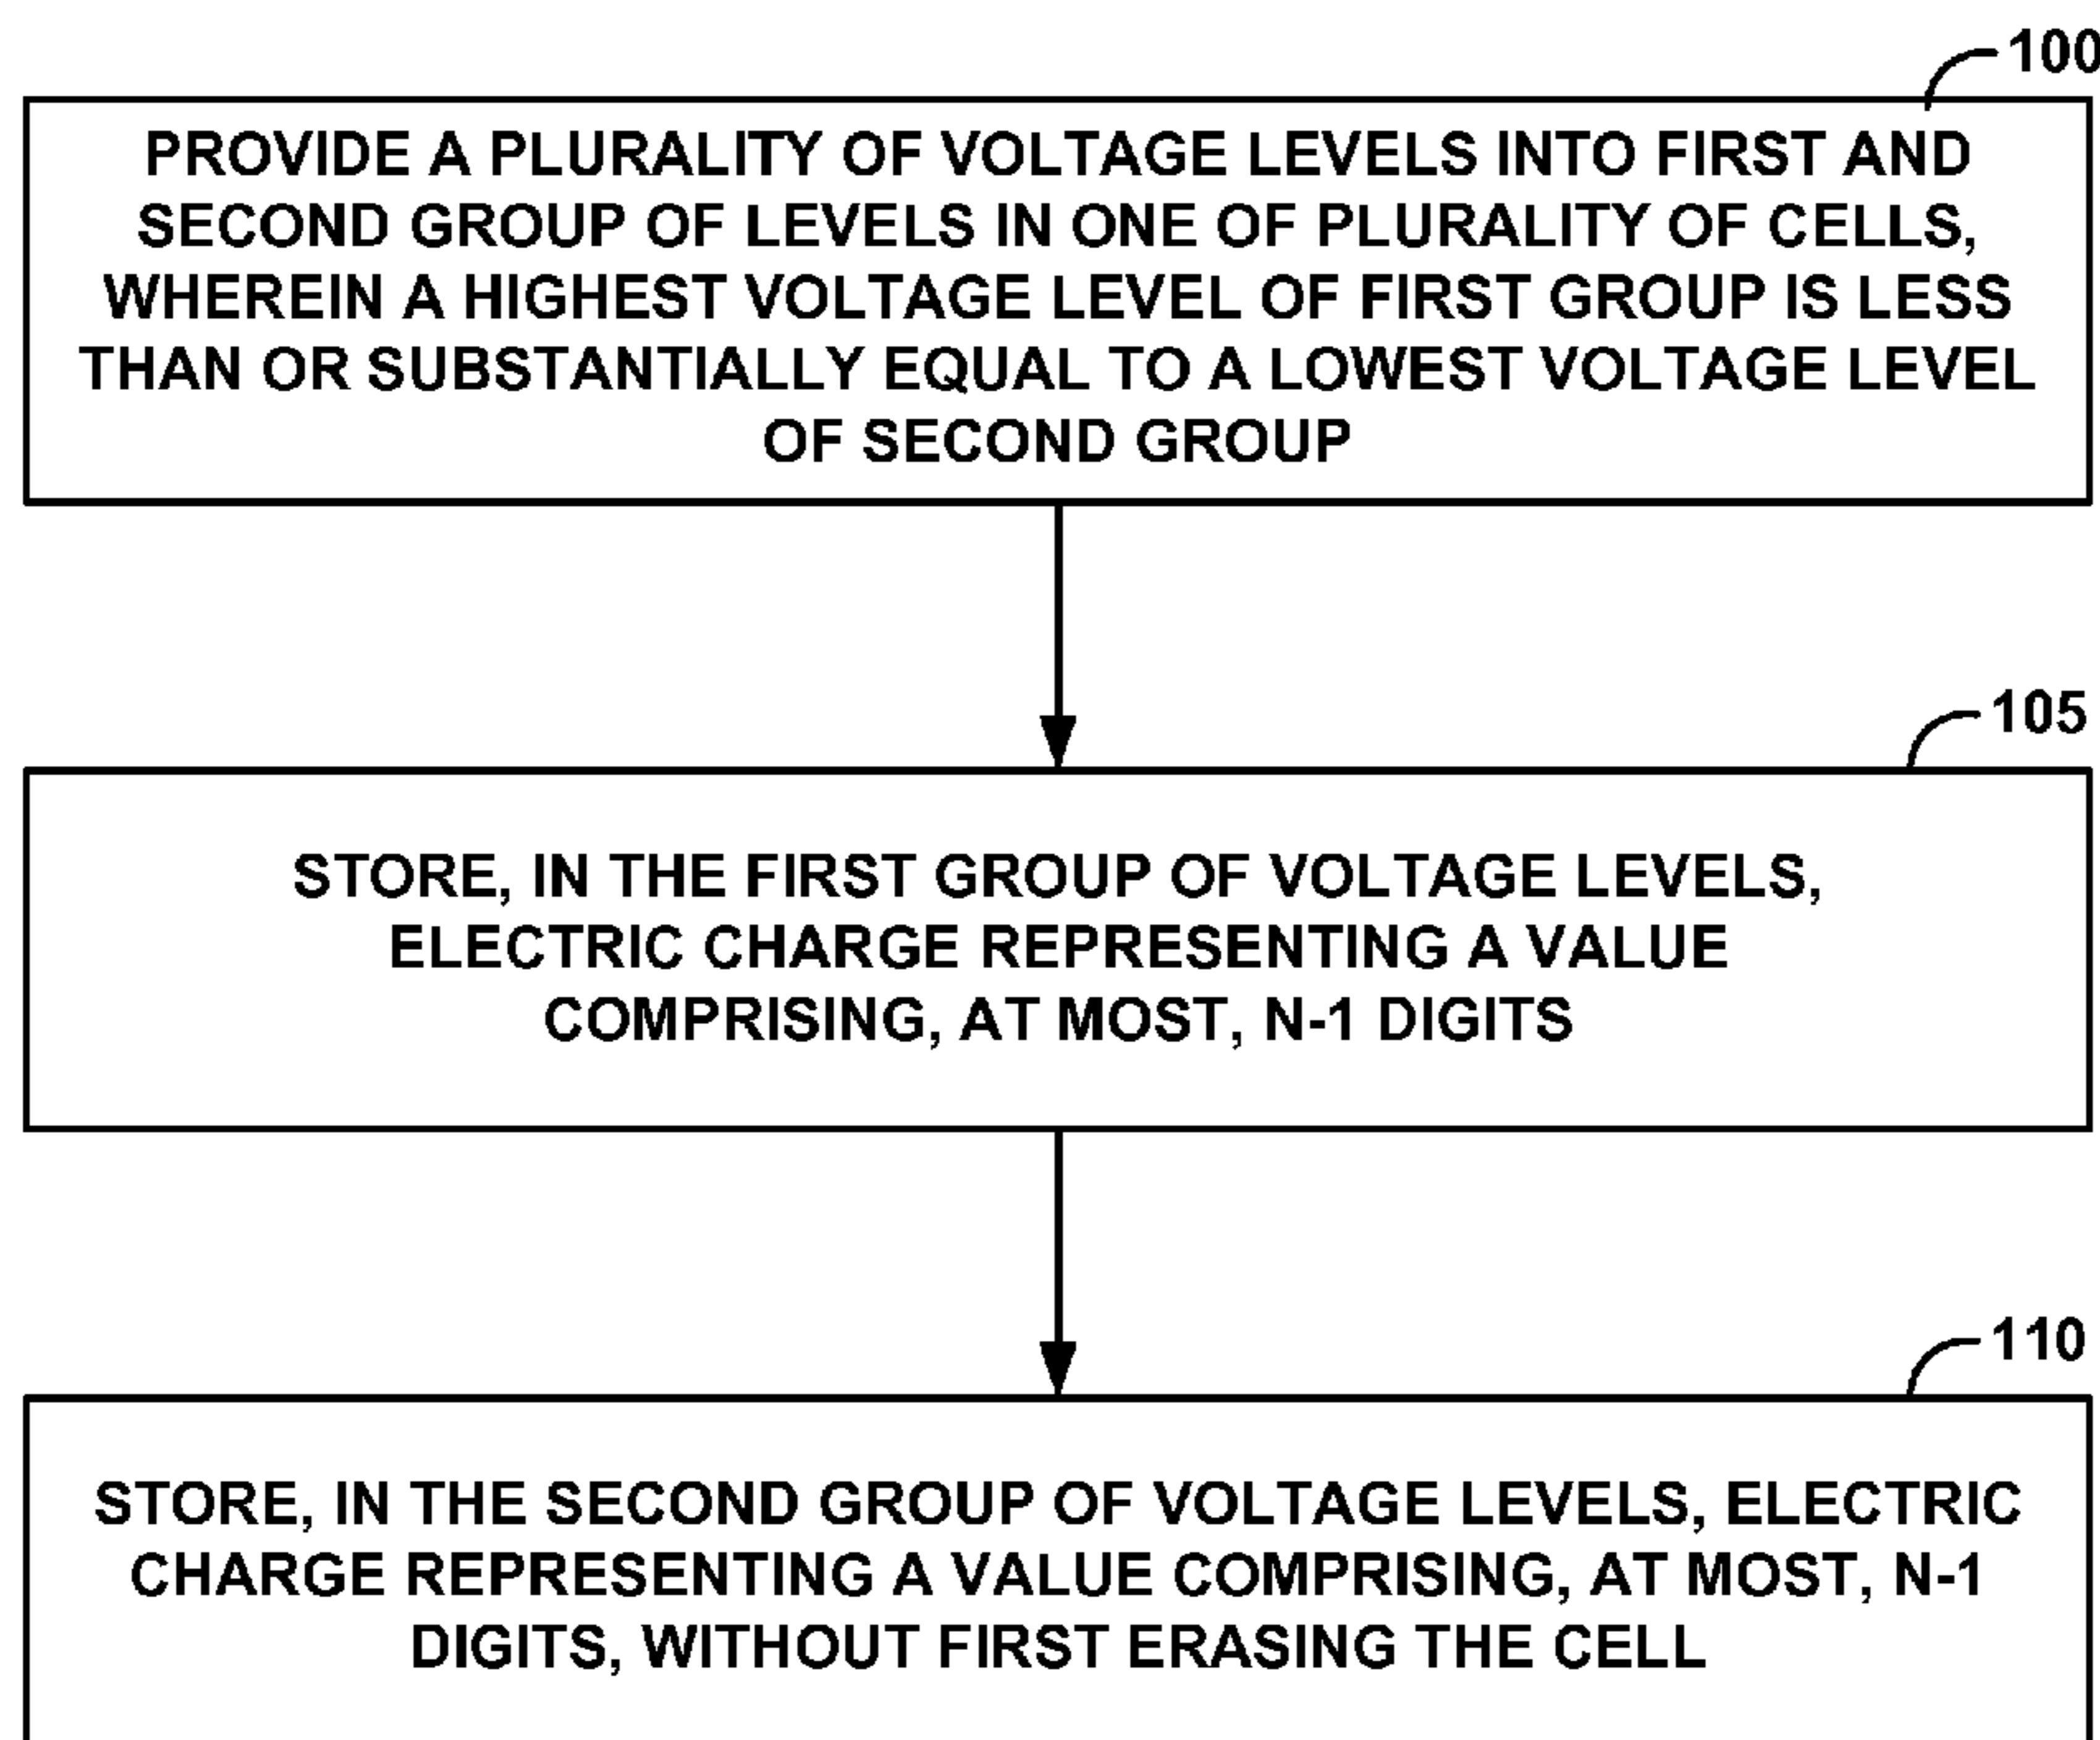 100
PROVIDE A PLURALITY OF VOLTAGE LEVELS INTO FIRST AND
SECOND GROUP OF LEVELS IN ONE OF PLURALITY OF CELLS,
WHEREIN A HIGHEST VOLTAGE LEVEL OF FIRST GROUP IS LESS
THAN OR SUBSTANTIALLY EQUAL TO A LOWEST VOLTAGE LEVEL
OF SECOND GROUP
105
STORE, IN THE FIRST GROUP OF VOLTAGE LEVELS,
ELECTRIC CHARGE REPRESENTING A VALUE
COMPRISING, AT MOST, N-1 DIGITS
110
STORE, IN THE SECOND GROUP OF VOLTAGE LEVELS, ELECTRIC
CHARGE REPRESENTING A VALUE COMPRISING, AT MOST, N-1
DIGITS, WITHOUT FIRST ERASING THE CELL